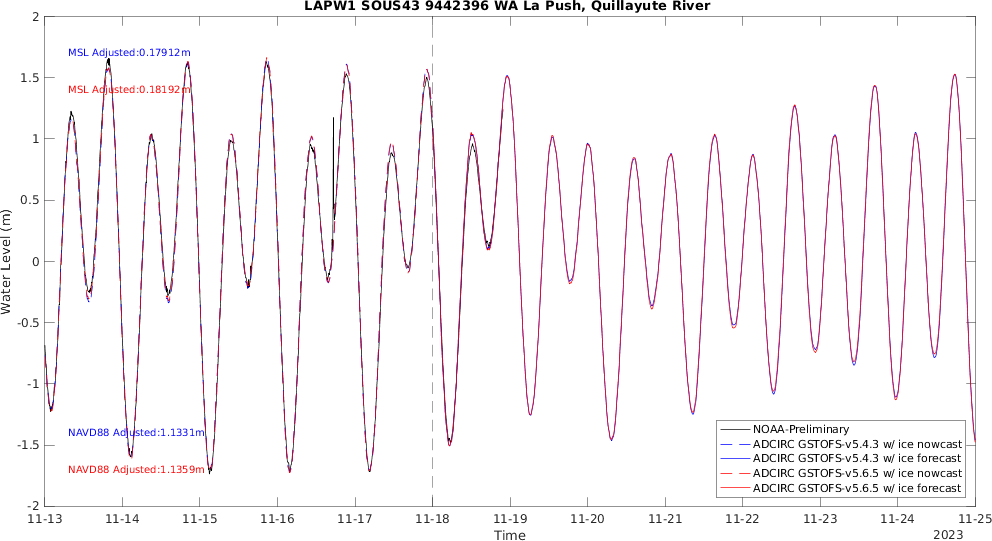 LAPW1 SOUS43 9442396 WA La Push, Quillayute River
Water Level (m)
2
1.5
1
0.5
0
-0.5
-1
-1.5
-2
MSL Adjusted:0.17912m
MSL Adjusted:0.18192m
NAVD88 Adjusted:1.1331m
NAVD88 Adjusted:1.1359m
NOAA-Preliminary
ADCIRC GSTOFS-v5.4.3 w/ ice nowcast
ADCIRC GSTOFS-v5.4.3 w/ ice forecast
ADCIRC GSTOFS-v5.6.5 w/ ice nowcast
ADCIRC GSTOFS-v5.6.5 w/ ice forecast
11-13 11-14 11-15 11-16 11-17 11-18 11-19 11-20 11-21 11-22 11-23 11-24 11-25
Time
2023